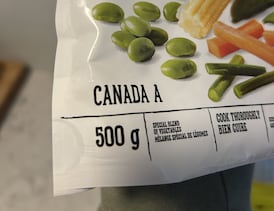 CANADA A
500 g
SPECIAL BLEND
OF VEGETABLES
MÉLANGE SPÉCIAL DE LÉGUMES
COOK THOROUGHLY
BIEN CUIRE